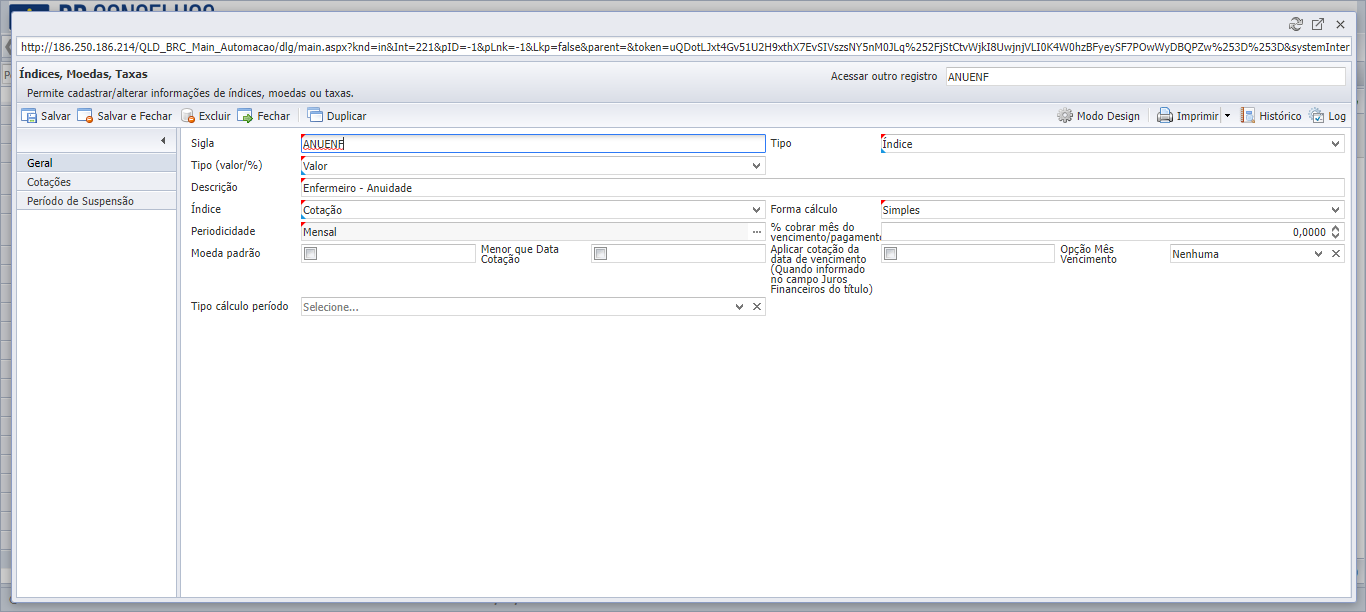 BR CONSELHOS
http://186.250.186.214/QLD_BRC_Main_Automacao/dlg/main.aspx?knd=in&Int=221&pID=-1&pLnk=-1&Lkp=false&parent=&token=uQDotLJxt4Gv51U2H9xthX7EvSIVszsNY5nM0JLq%252FjStCtvWjkI8UwjnjVLI0K4W0hzBFyeySF7POwWyDBQPZw%253D%253D&systemInter
Índices, Moedas, Taxas
Acessar outro registro ANUENF
Permite cadastrar/alterar informações de índices, moedas ou taxas.
Salvar Salvar e Fechar Excluir Fechar Duplicar Modo Design Imprimir Histórico Log
Geral
Cotações
Período de Suspensão
Sigla ANUENF Tipo Índice
Tipo (valor/%) Valor
Descrição Enfermeiro - Anuidade
Índice Cotação Forma cálculo Simples
Periodicidade Mensal ... % cobrar mês do
vencimento/pagamento 0,0000
Moeda padrão Menor que Data
Cotação
Aplicar cotação da
data de vencimento
(Quando informado
no campo Juros
Financeiros do título)
Opção Mês
Vencimento Nenhuma
Tipo cálculo período Selecione...